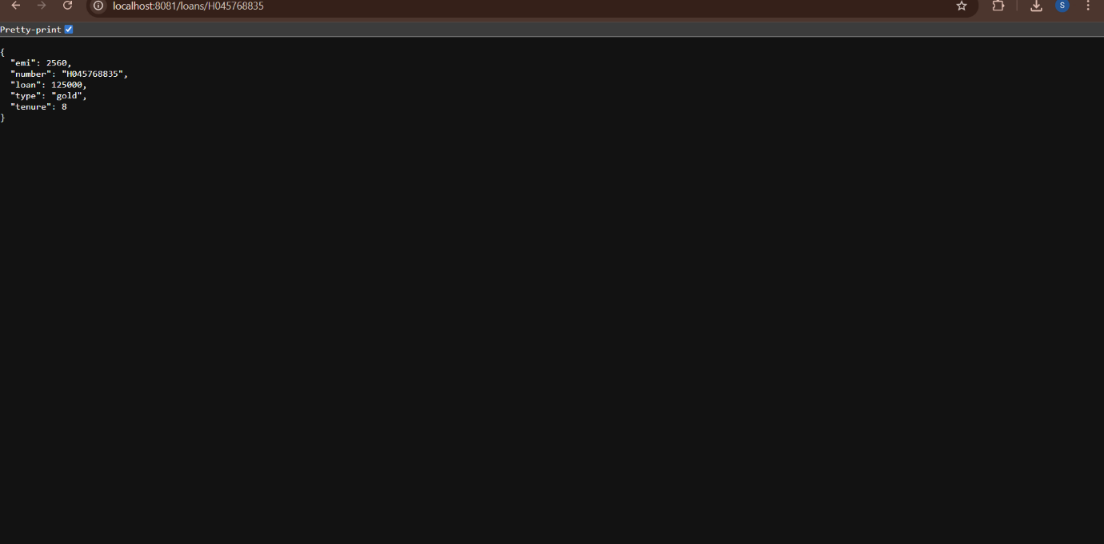 localhost:8081/loans/H045768835
S
Pretty-print
{
  "emi": 2560,
  "number": "H045768835",
  "loan": 125000,
  "type": "gold",
  "tenure": 8
}